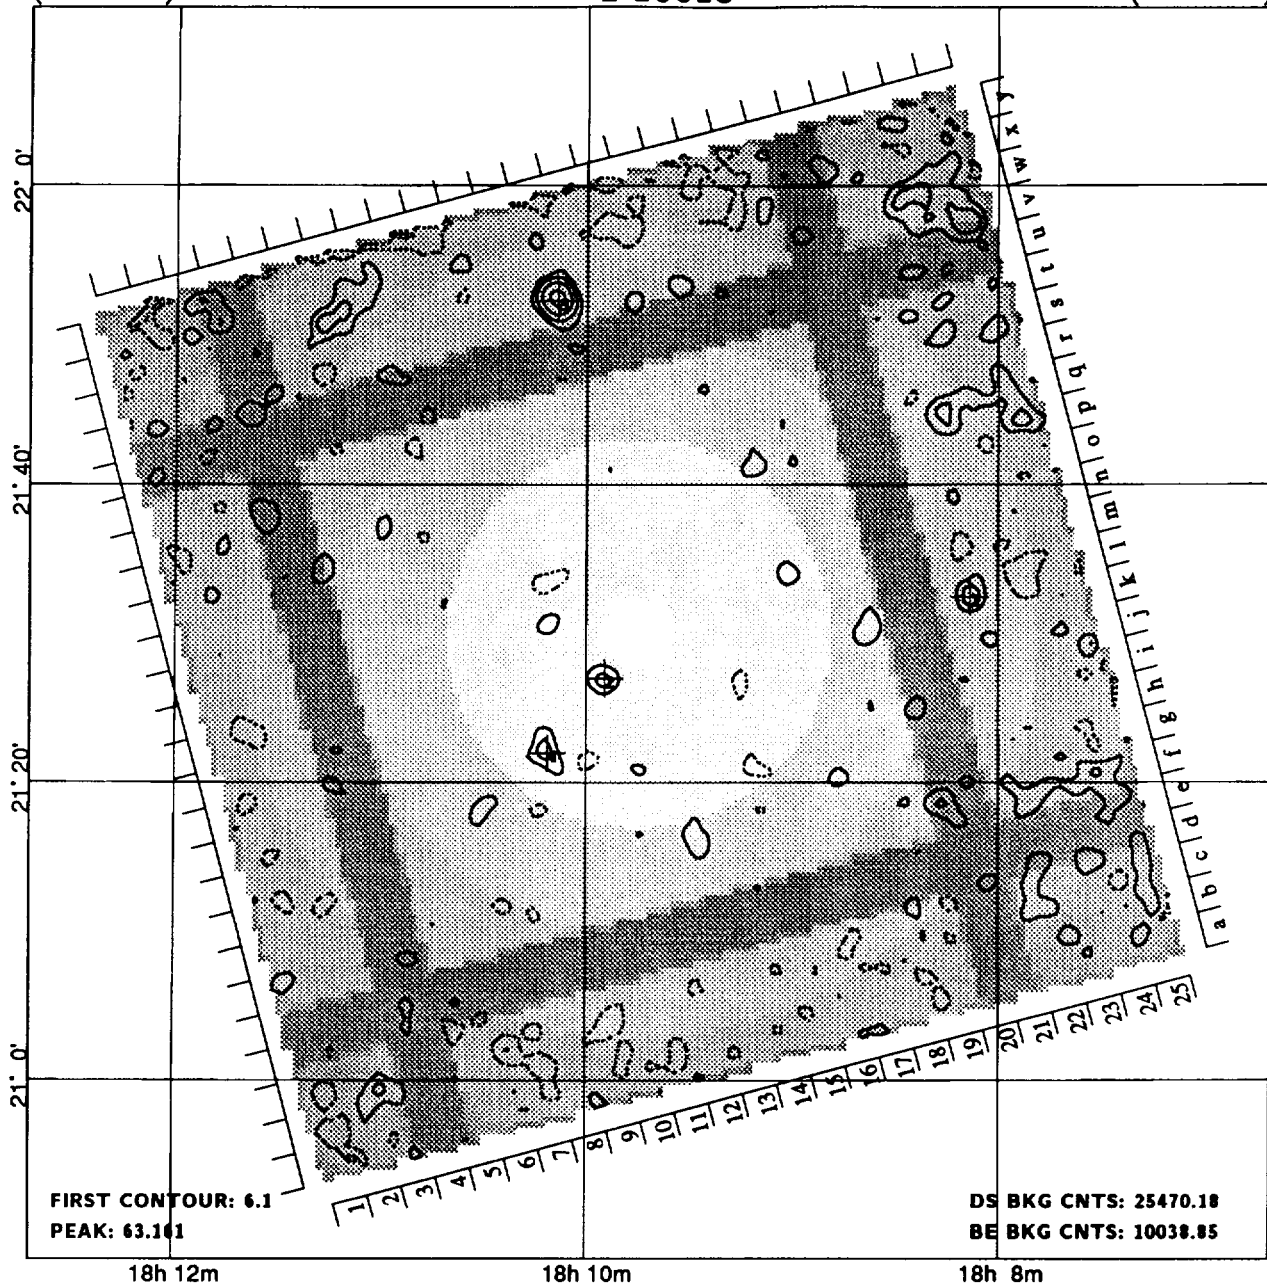 22° 0'
21° 40'
21° 20'
21° 0'
a b c d e f g h i j k l m n o p q r s t u v w x y
1 2 3 4 5 6 7 8 9 10 11 12 13 14 15 16 17 18 19 20 21 22 23 24 25
FIRST CONTOUR: 6.1
PEAK: 63.161
DS BKG CNTS: 25470.18
BE BKG CNTS: 10038.85
18h 12m
18h 10m
18h 8m